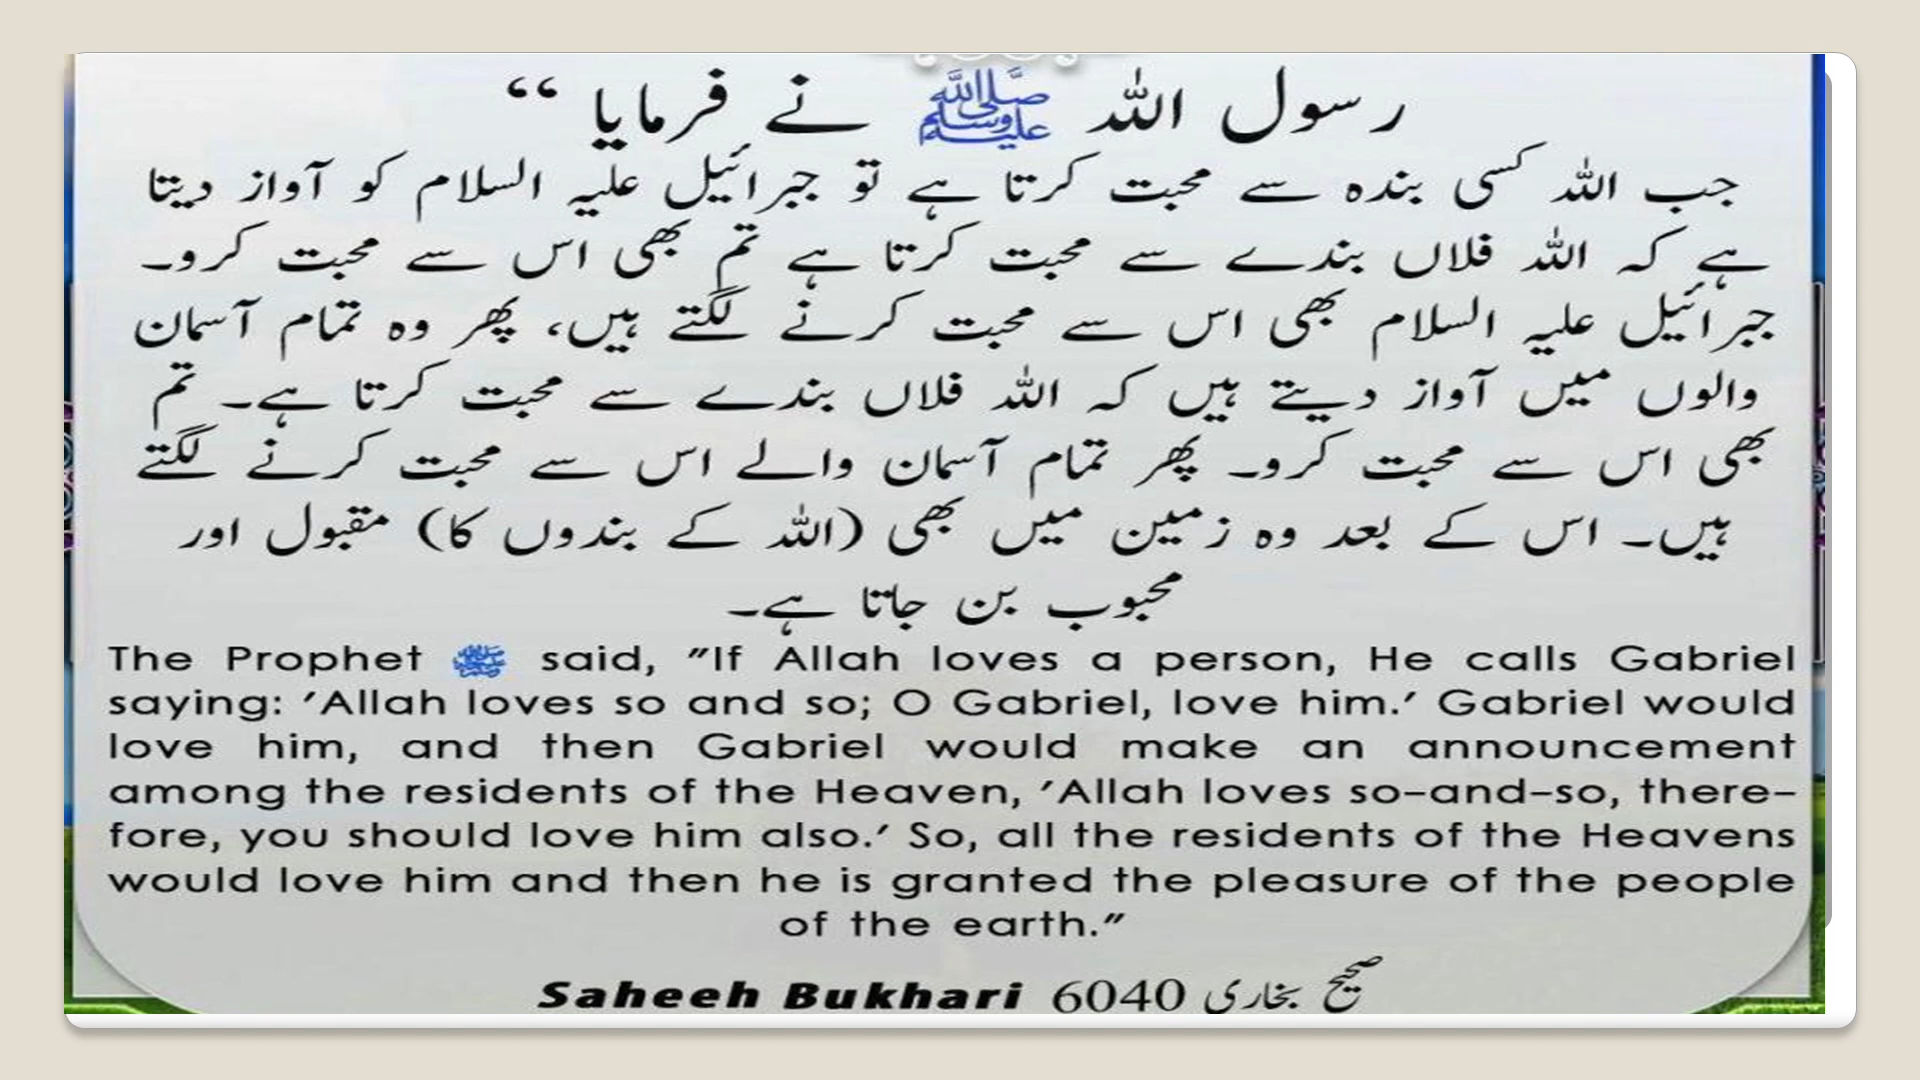 رسول اللہ ﷺ نے فرمایا “
جب اللہ کسی بندہ سے محبت کرتا ہے تو جبرائیل علیہ السلام کو آواز دیتا
ہے کہ اللہ فلاں بندے سے محبت کرتا ہے تم بھی اس سے محبت کرو۔
جبرائیل علیہ السلام بھی اس سے محبت کرنے لگتے ہیں، پھر وہ تمام آسمان
والوں میں آواز دیتے ہیں کہ اللہ فلاں بندے سے محبت کرتا ہے۔ تم
بھی اس سے محبت کرو۔ پھر تمام آسمان والے اس سے محبت کرنے لگتے
ہیں۔ اس کے بعد وہ زمین میں بھی (اللہ کے بندوں کا) مقبول اور
محبوب بن جاتا ہے۔
The Prophet ﷺ said, "If Allah loves a person, He calls Gabriel
saying: 'Allah loves so and so; O Gabriel, love him.' Gabriel would
love him, and then Gabriel would make an announcement
among the residents of the Heaven, 'Allah loves so-and-so, there-
fore, you should love him also.' So, all the residents of the Heavens
would love him and then he is granted the pleasure of the people
of the earth."
Saheeh Bukhari 6040 صحیح بخاری